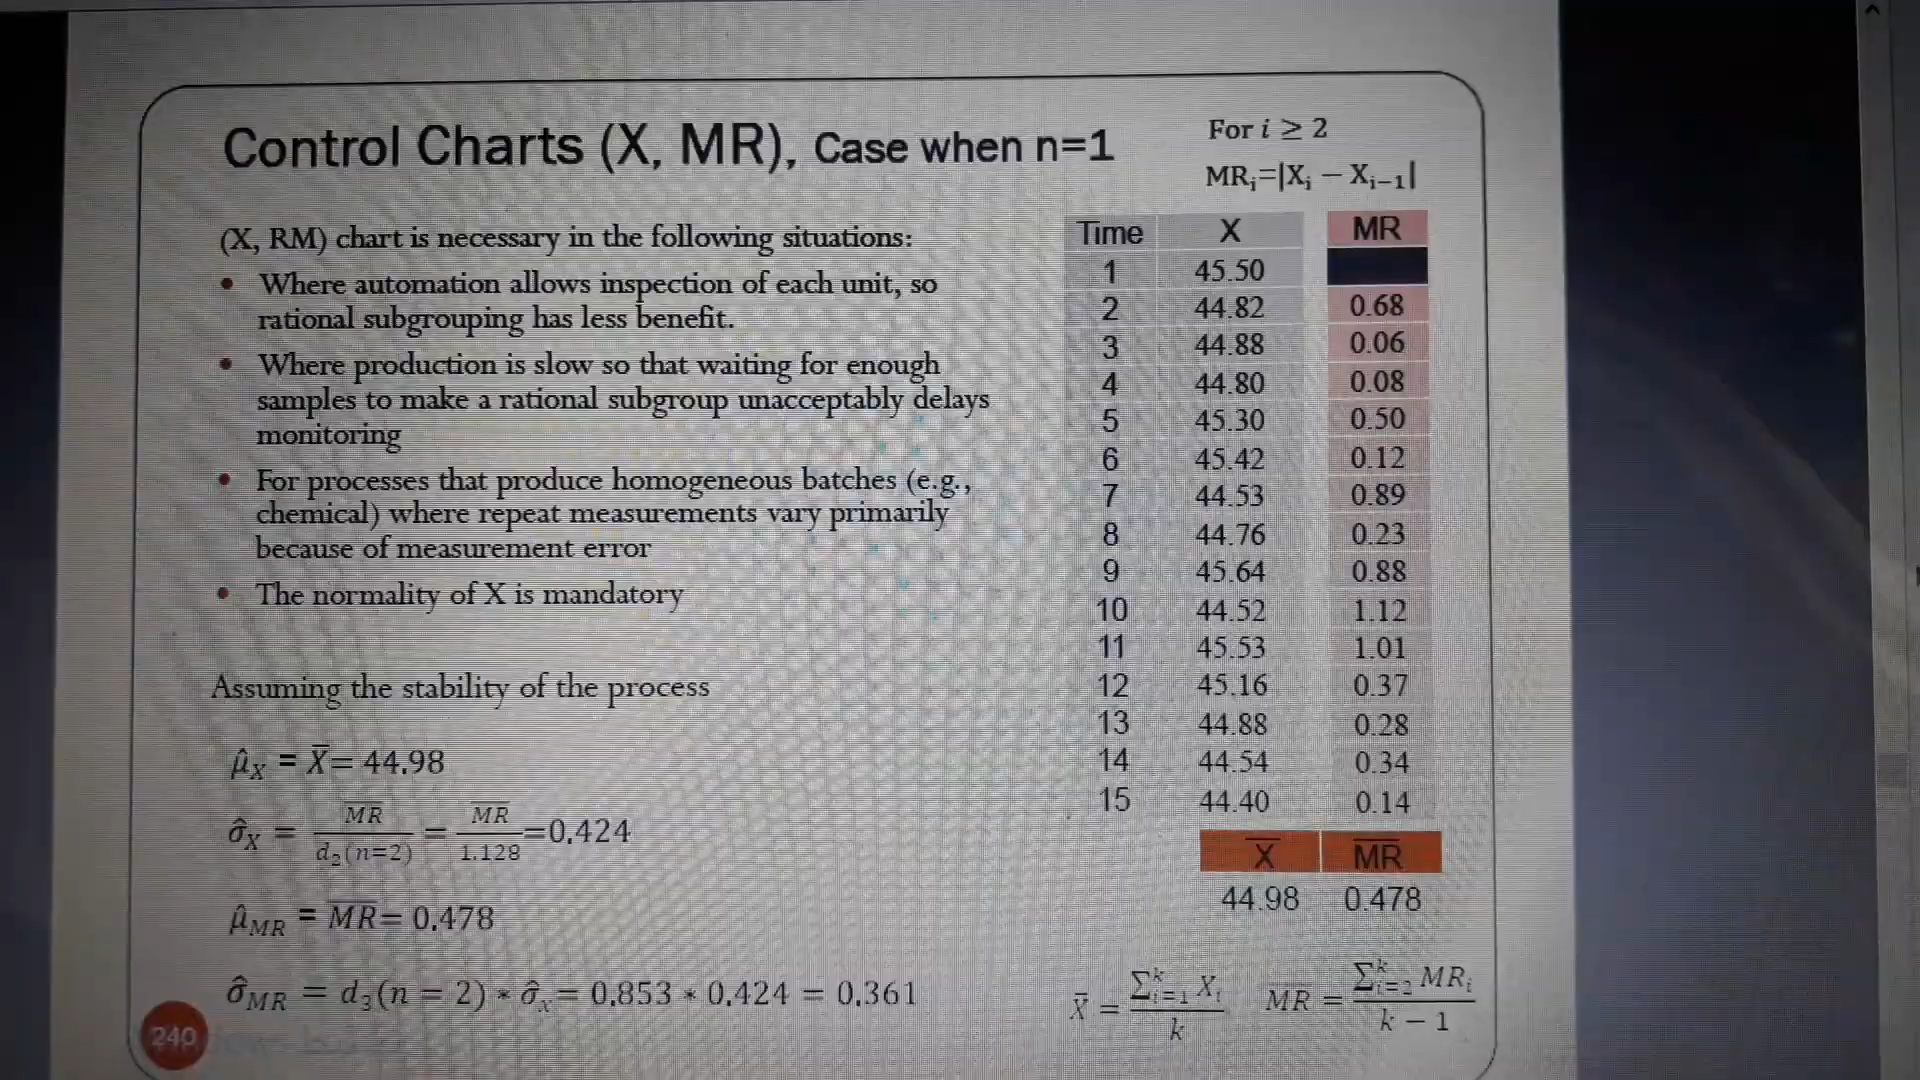 Control Charts (X, MR), Case when n=1
For i ≥ 2
MRᵢ=|Xᵢ − Xᵢ₋₁|
(X, RM) chart is necessary in the following situations:
• Where automation allows inspection of each unit, so
rational subgrouping has less benefit.
• Where production is slow so that waiting for enough
samples to make a rational subgroup unacceptably delays
monitoring
• For processes that produce homogeneous batches (e.g.,
chemical) where repeat measurements vary primarily
because of measurement error
• The normality of X is mandatory
Assuming the stability of the process
μ̂_X = X̄= 44.98
σ̂_X = M̅R̅ / d₂(n=2) = M̅R̅ / 1.128 =0.424
μ̂_MR = M̅R̅= 0.478
σ̂_MR = d₃(n = 2) * σ̂ₓ= 0.853 * 0.424 = 0.361
240
Time X MR
1 45.50
2 44.82 0.68
3 44.88 0.06
4 44.80 0.08
5 45.30 0.50
6 45.42 0.12
7 44.53 0.89
8 44.76 0.23
9 45.64 0.88
10 44.52 1.12
11 45.53 1.01
12 45.16 0.37
13 44.88 0.28
14 44.54 0.34
15 44.40 0.14
X̄ M̅R̅
44.98 0.478
X̄ = ∑ᵏᵢ₌₁ Xᵢ / k M̅R̅ = ∑ᵏᵢ₌₂ MRᵢ / k − 1